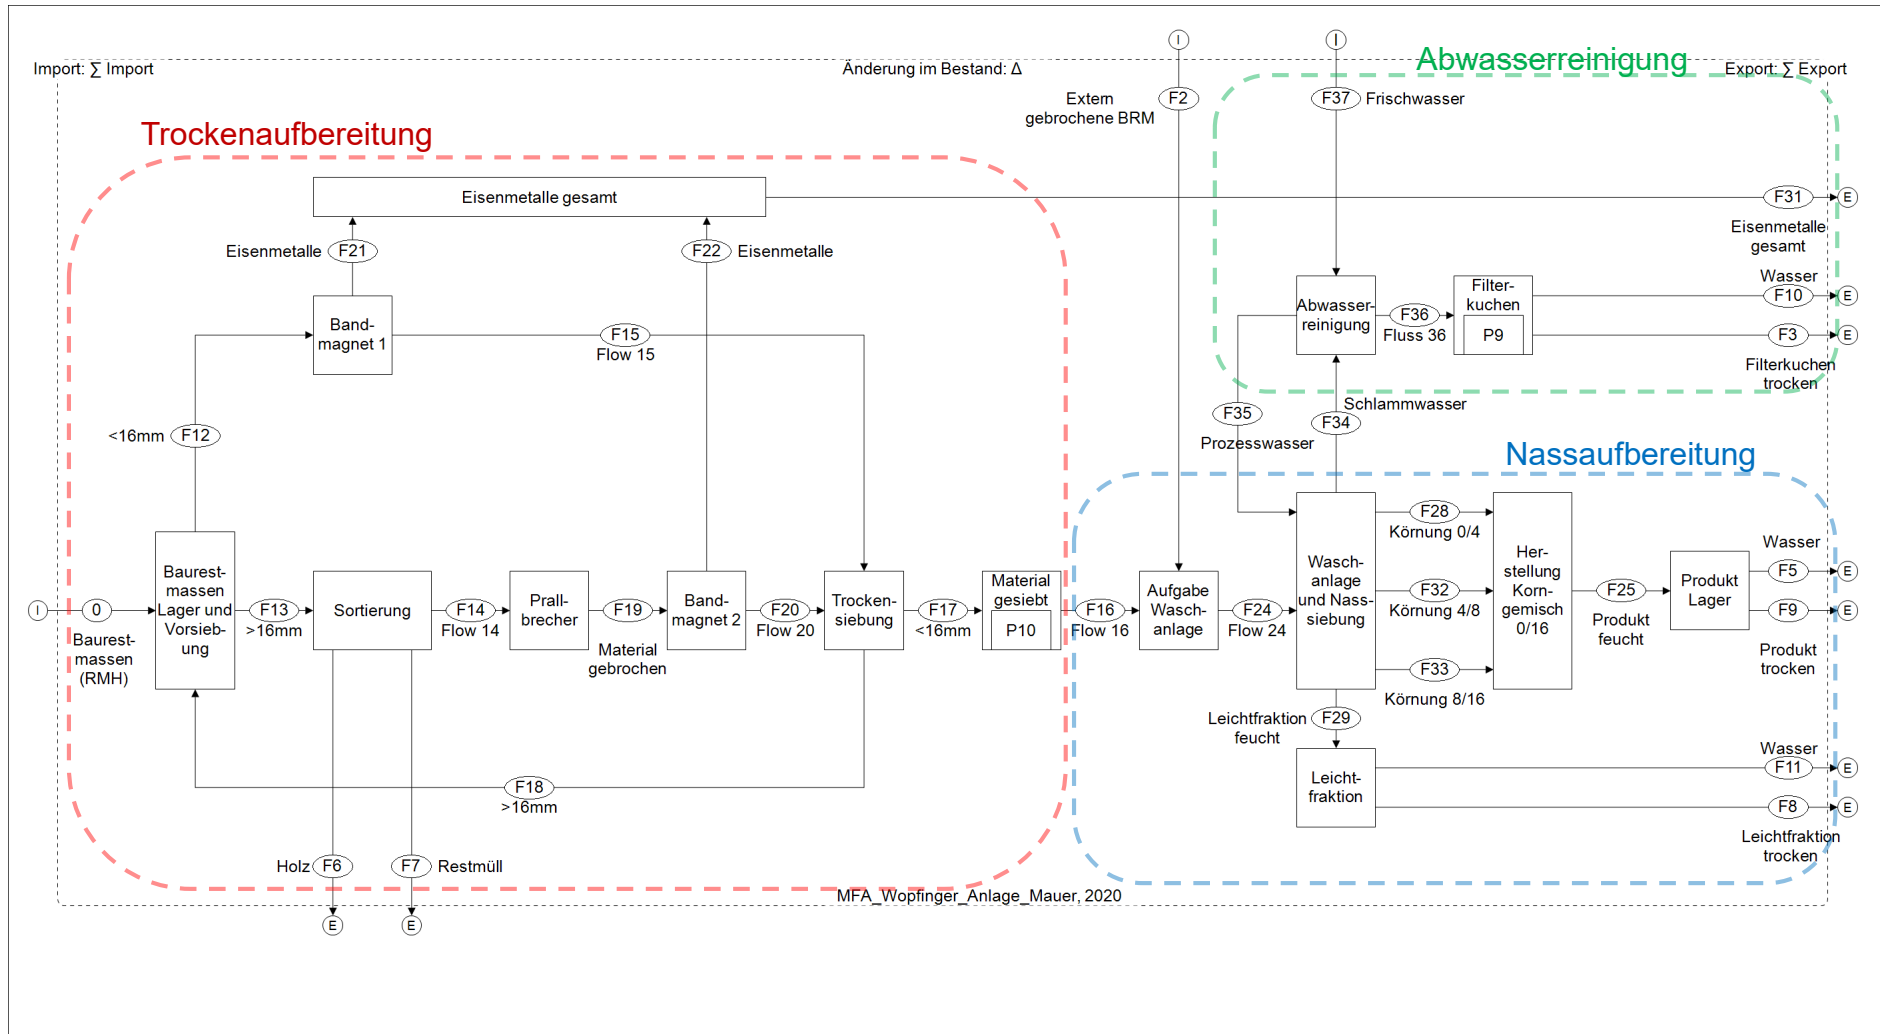 I
I
Abwasserreinigung
Import: ∑ Import
Änderung im Bestand: Δ
Export: ∑ Export
Extern
gebrochene BRM
F2
F37
Frischwasser
Trockenaufbereitung
Eisenmetalle gesamt
F31
E
Eisenmetalle
gesamt
Eisenmetalle
F21
F22
Eisenmetalle
Wasser
F10
E
Abwasser-
reinigung
F36
Fluss 36
Filter-
kuchen
P9
F3
E
Filterkuchen
trocken
Band-
magnet 1
F15
Flow 15
<16mm
F12
F35
Prozesswasser
Schlammwasser
F34
Nassaufbereitung
I
0
Baurest-
massen
(RMH)
Baurest-
massen
Lager und
Vorsieb-
ung
F13
>16mm
Sortierung
F14
Flow 14
Prall-
brecher
F19
Material
gebrochen
Band-
magnet 2
F20
Flow 20
Trocken-
siebung
F17
<16mm
Material
gesiebt
P10
F16
Flow 16
Aufgabe
Wasch-
anlage
F24
Flow 24
Wasch-
anlage
und Nass-
siebung
F28
Körnung 0/4
F32
Körnung 4/8
F33
Körnung 8/16
Her-
stellung
Korn-
gemisch
0/16
F25
Produkt
feucht
Produkt
Lager
Wasser
F5
E
F9
E
Produkt
trocken
Leichtfraktion
feucht
F29
Leicht-
fraktion
Wasser
F11
E
F8
E
Leichtfraktion
trocken
F18
>16mm
Holz
F6
F7
Restmüll
E
E
MFA_Wopfinger_Anlage_Mauer, 2020